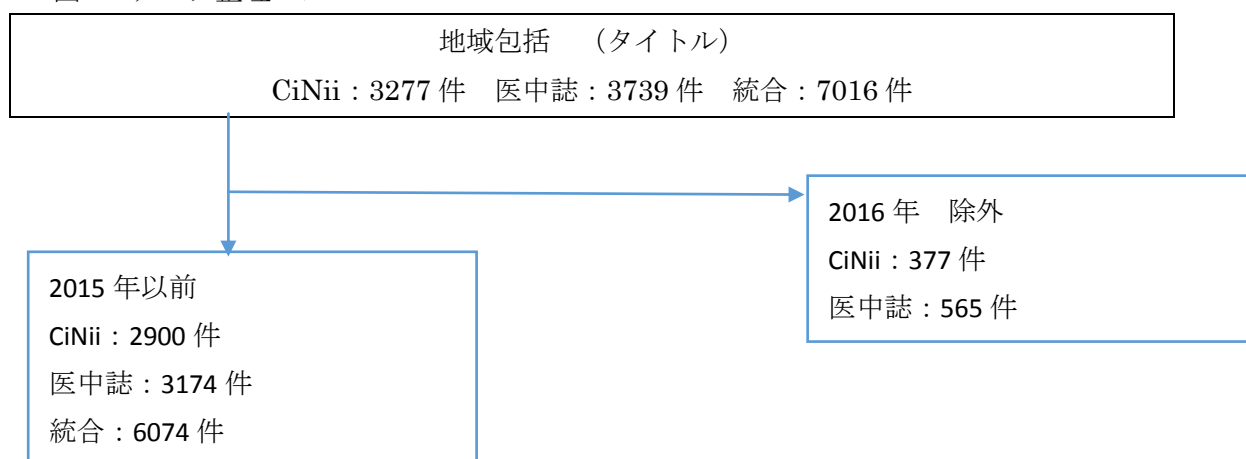 地域包括　（タイトル）
CiNii：3277 件　医中誌：3739 件　統合：7016 件
2016 年　除外
CiNii：377 件
医中誌：565 件
2015 年以前
CiNii：2900 件
医中誌：3174 件
統合：6074 件